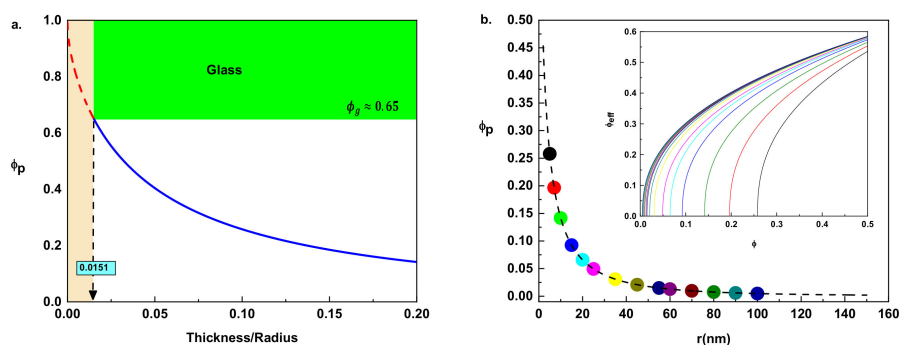 a.
1.0
0.8
0.6
0.4
0.2
0.0
ϕp
Glass
ϕg ≈ 0.65
0.0151
0.00 0.05 0.10 0.15 0.20
Thickness/Radius
b.
0.50
0.45
0.40
0.35
0.30
0.25
0.20
0.15
0.10
0.05
0.00
ϕp
0 20 40 60 80 100 120 140 160
r(nm)
0.6
0.5
0.4
0.3
0.2
0.1
0.0
ϕeff
0.0 0.1 0.2 0.3 0.4 0.5
ϕ